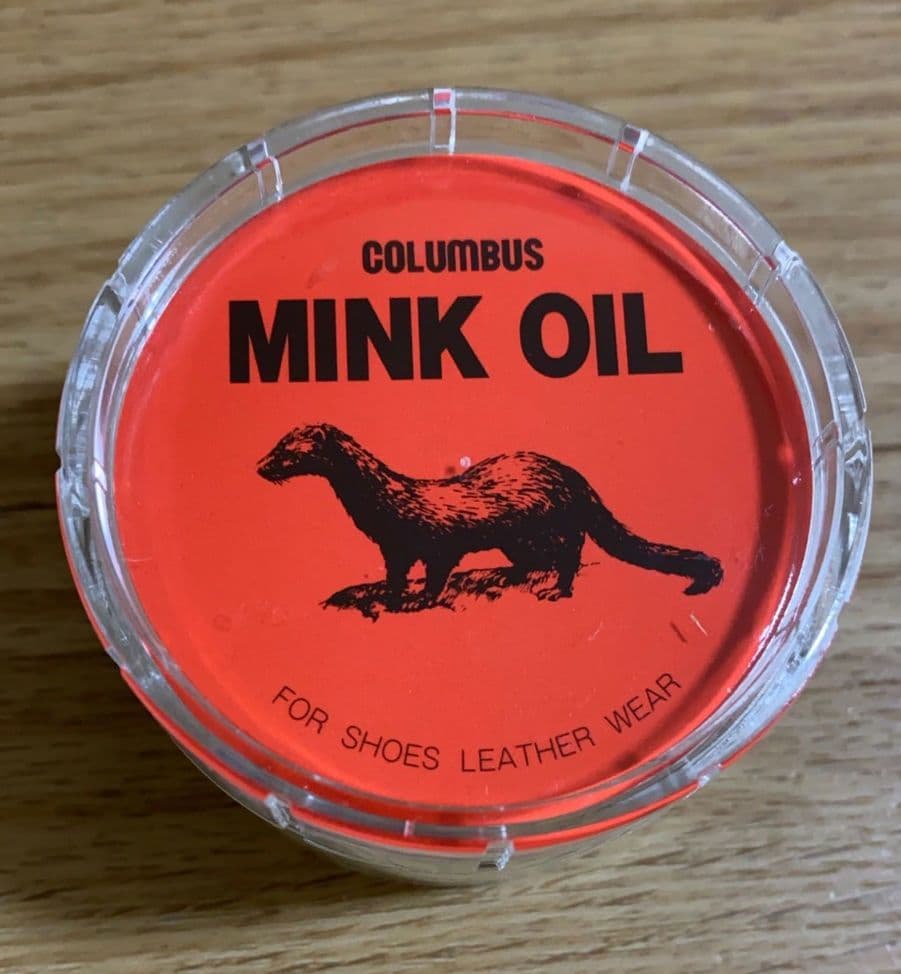 COLUMBUS
MINK OIL
FOR SHOES LEATHER WEAR